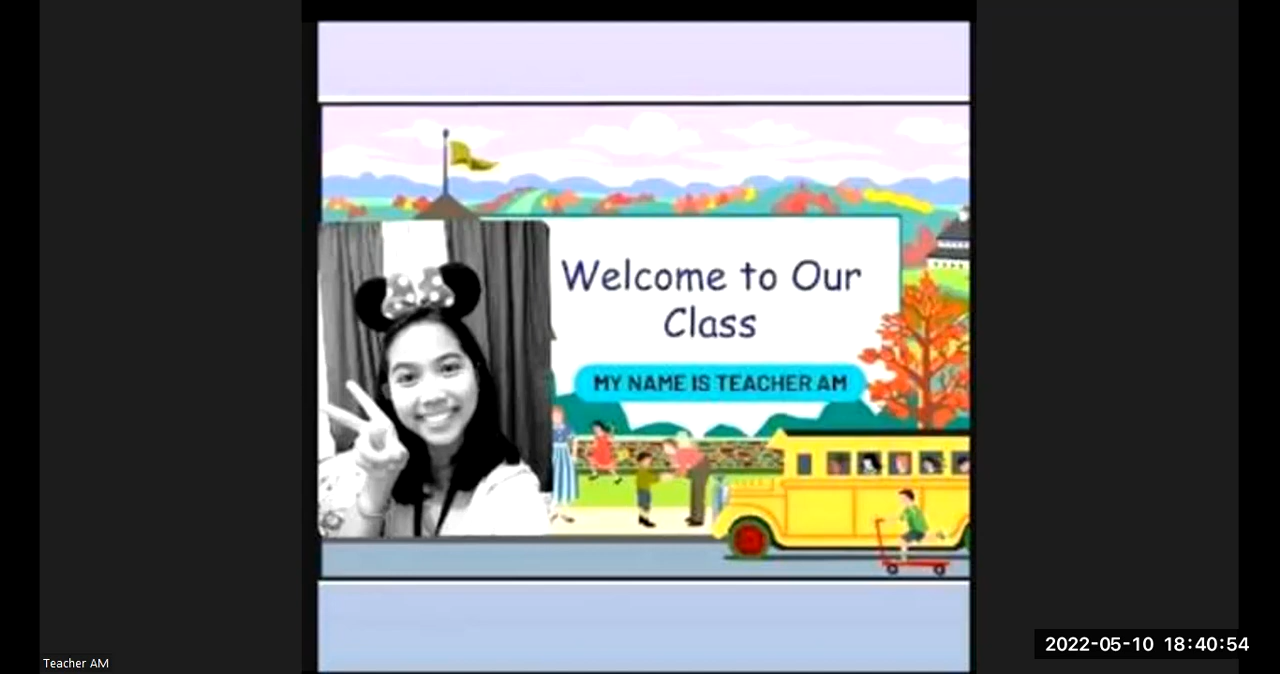 Welcome to Our
Class
MY NAME IS TEACHER AM
Teacher AM
2022-05-10 18:40:54